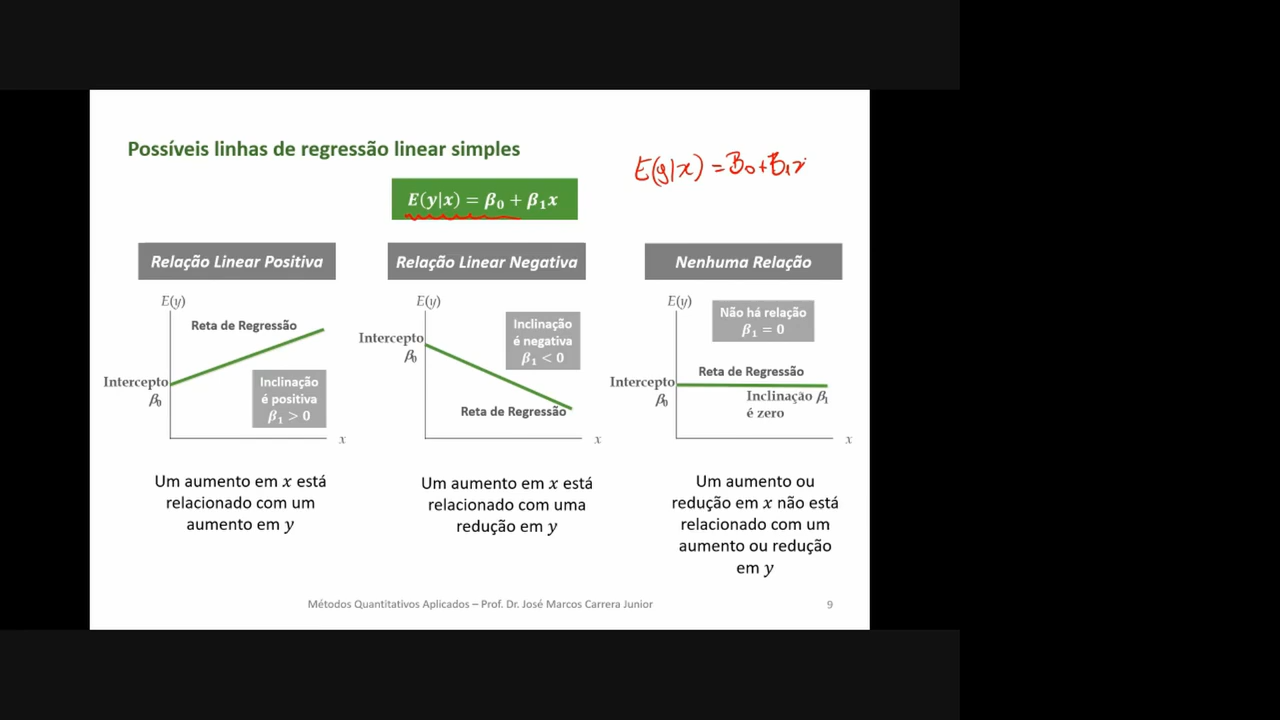 Possíveis linhas de regressão linear simples
E(y|x) = B₀+B₁x
E(y|x) = β₀ + β₁x
Relação Linear Positiva
E(y)
Reta de Regressão
Intercepto
β₀
Inclinação
é positiva
β₁ > 0
x
Um aumento em x está
relacionado com um
aumento em y
Relação Linear Negativa
E(y)
Inclinação
é negativa
β₁ < 0
Intercepto
β₀
Reta de Regressão
x
Um aumento em x está
relacionado com uma
redução em y
Nenhuma Relação
E(y)
Não há relação
β₁ = 0
Reta de Regressão
Intercepto
β₀
Inclinação β₁
é zero
x
Um aumento ou
redução em x não está
relacionado com um
aumento ou redução
em y
Métodos Quantitativos Aplicados – Prof. Dr. José Marcos Carrera Junior
9